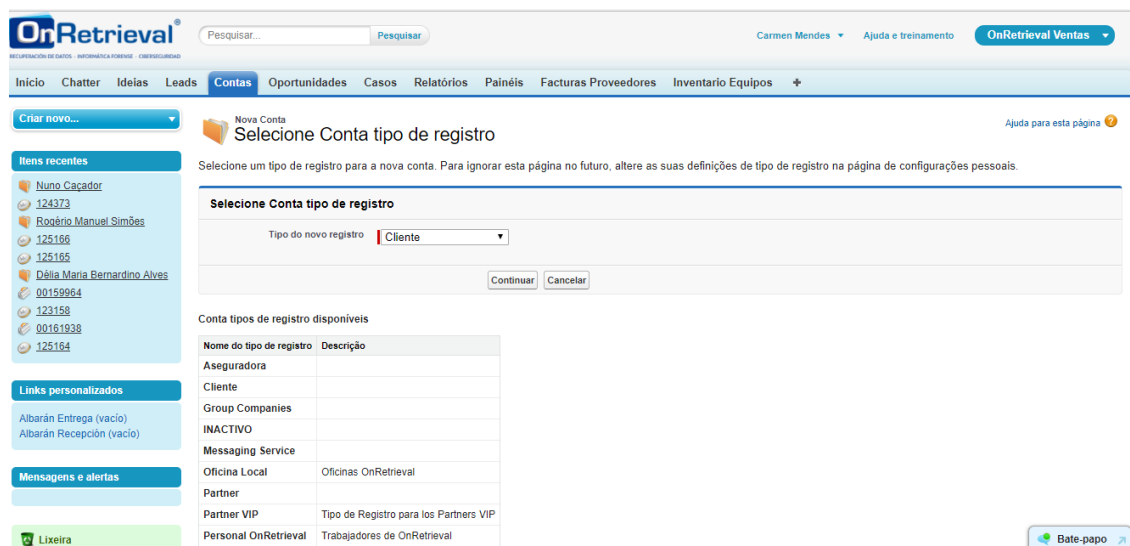 OnRetrieval®
RECUPERACIÓN DE DATOS - INFORMÁTICA FORENSE - CIBERSEGURIDAD
Pesquisar...
Pesquisar
Carmen Mendes
Ajuda e treinamento
OnRetrieval Ventas
Início Chatter Ideias Leads Contas Oportunidades Casos Relatórios Painéis Facturas Proveedores Inventario Equipos +
Criar novo...
Itens recentes
Nuno Caçador
124373
Rogério Manuel Simões
125166
125165
Délia Maria Bernardino Alves
00159964
123158
00161938
125164
Links personalizados
Albarán Entrega (vacío)
Albarán Recepción (vacío)
Mensagens e alertas
Lixeira
Nova Conta
Selecione Conta tipo de registro
Ajuda para esta página ?
Selecione um tipo de registro para a nova conta. Para ignorar esta página no futuro, altere as suas definições de tipo de registro na página de configurações pessoais.
Selecione Conta tipo de registro
Tipo do novo registro Cliente
Continuar Cancelar
Conta tipos de registro disponíveis
Nome do tipo de registro Descrição
Aseguradora
Cliente
Group Companies
INACTIVO
Messaging Service
Oficina Local Oficinas OnRetrieval
Partner
Partner VIP Tipo de Registro para los Partners VIP
Personal OnRetrieval Trabajadores de OnRetrieval
Bate-papo